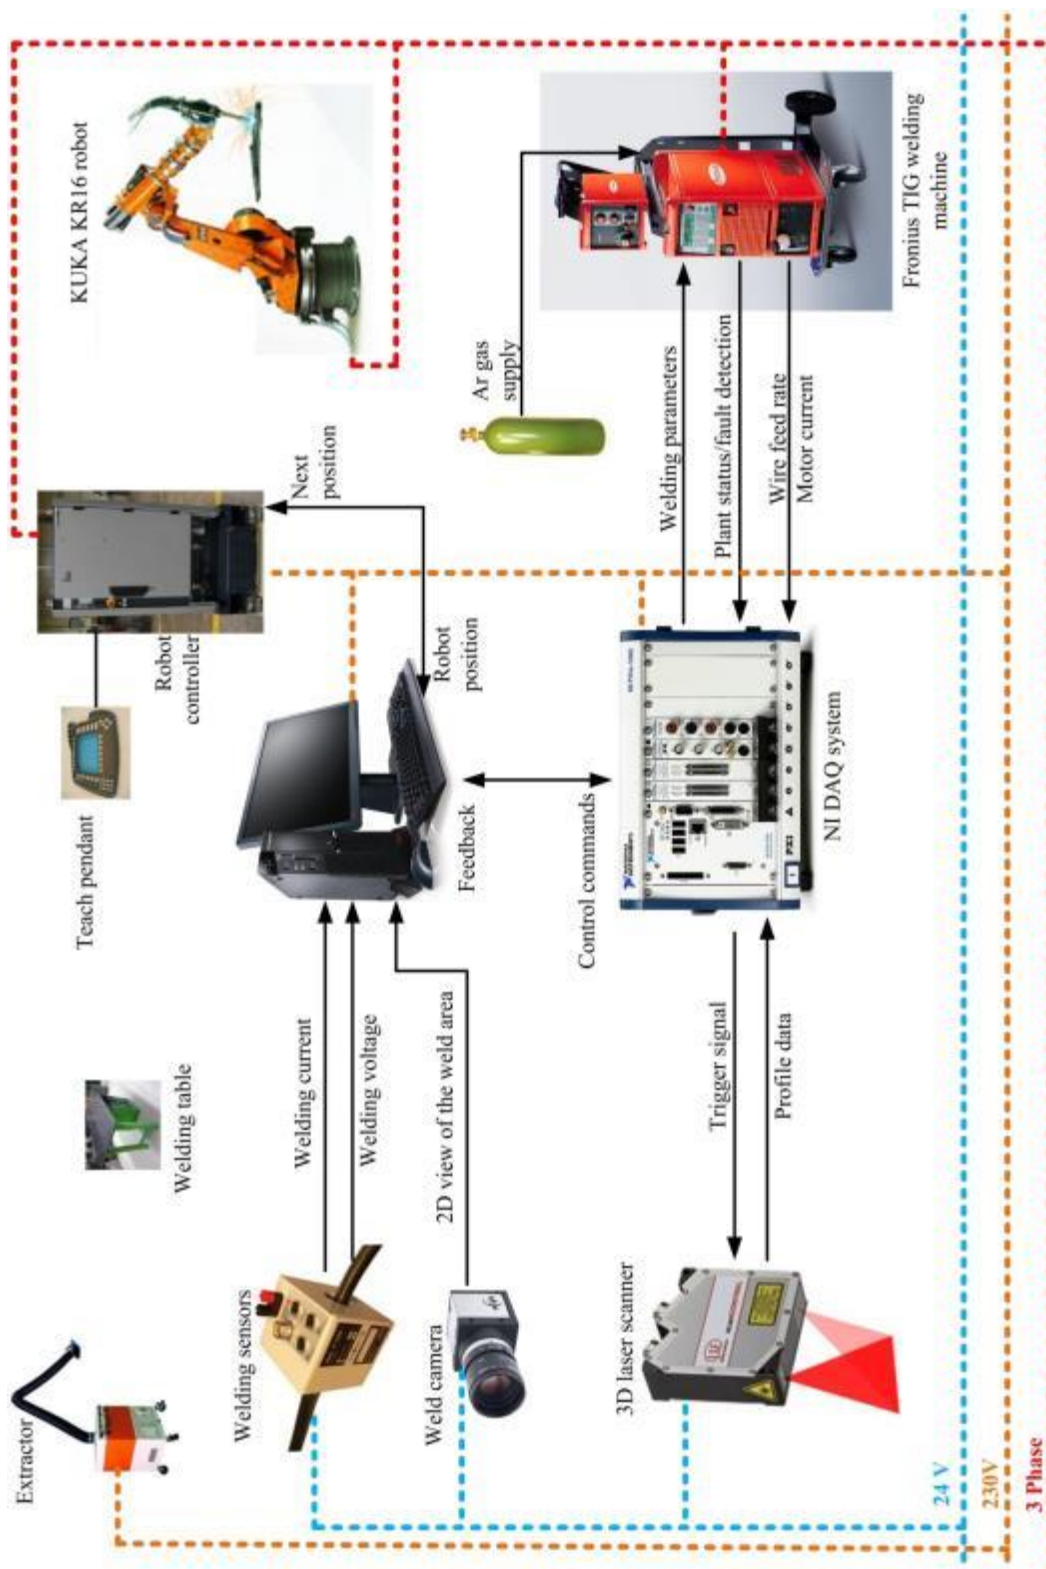 Extractor
Welding table
Teach pendant
Robot
controller
KUKA KR16 robot
Welding sensors
Welding current
Welding voltage
Next
position
Weld camera
2D view of the weld area
Feedback
Robot
position
Ar gas
supply
Control commands
3D laser scanner
Trigger signal
Profile data
NI DAQ system
PXI
Welding parameters
Plant status/fault detection
Wire feed rate
Motor current
Fronius TIG welding
machine
24 V
230V
3 Phase